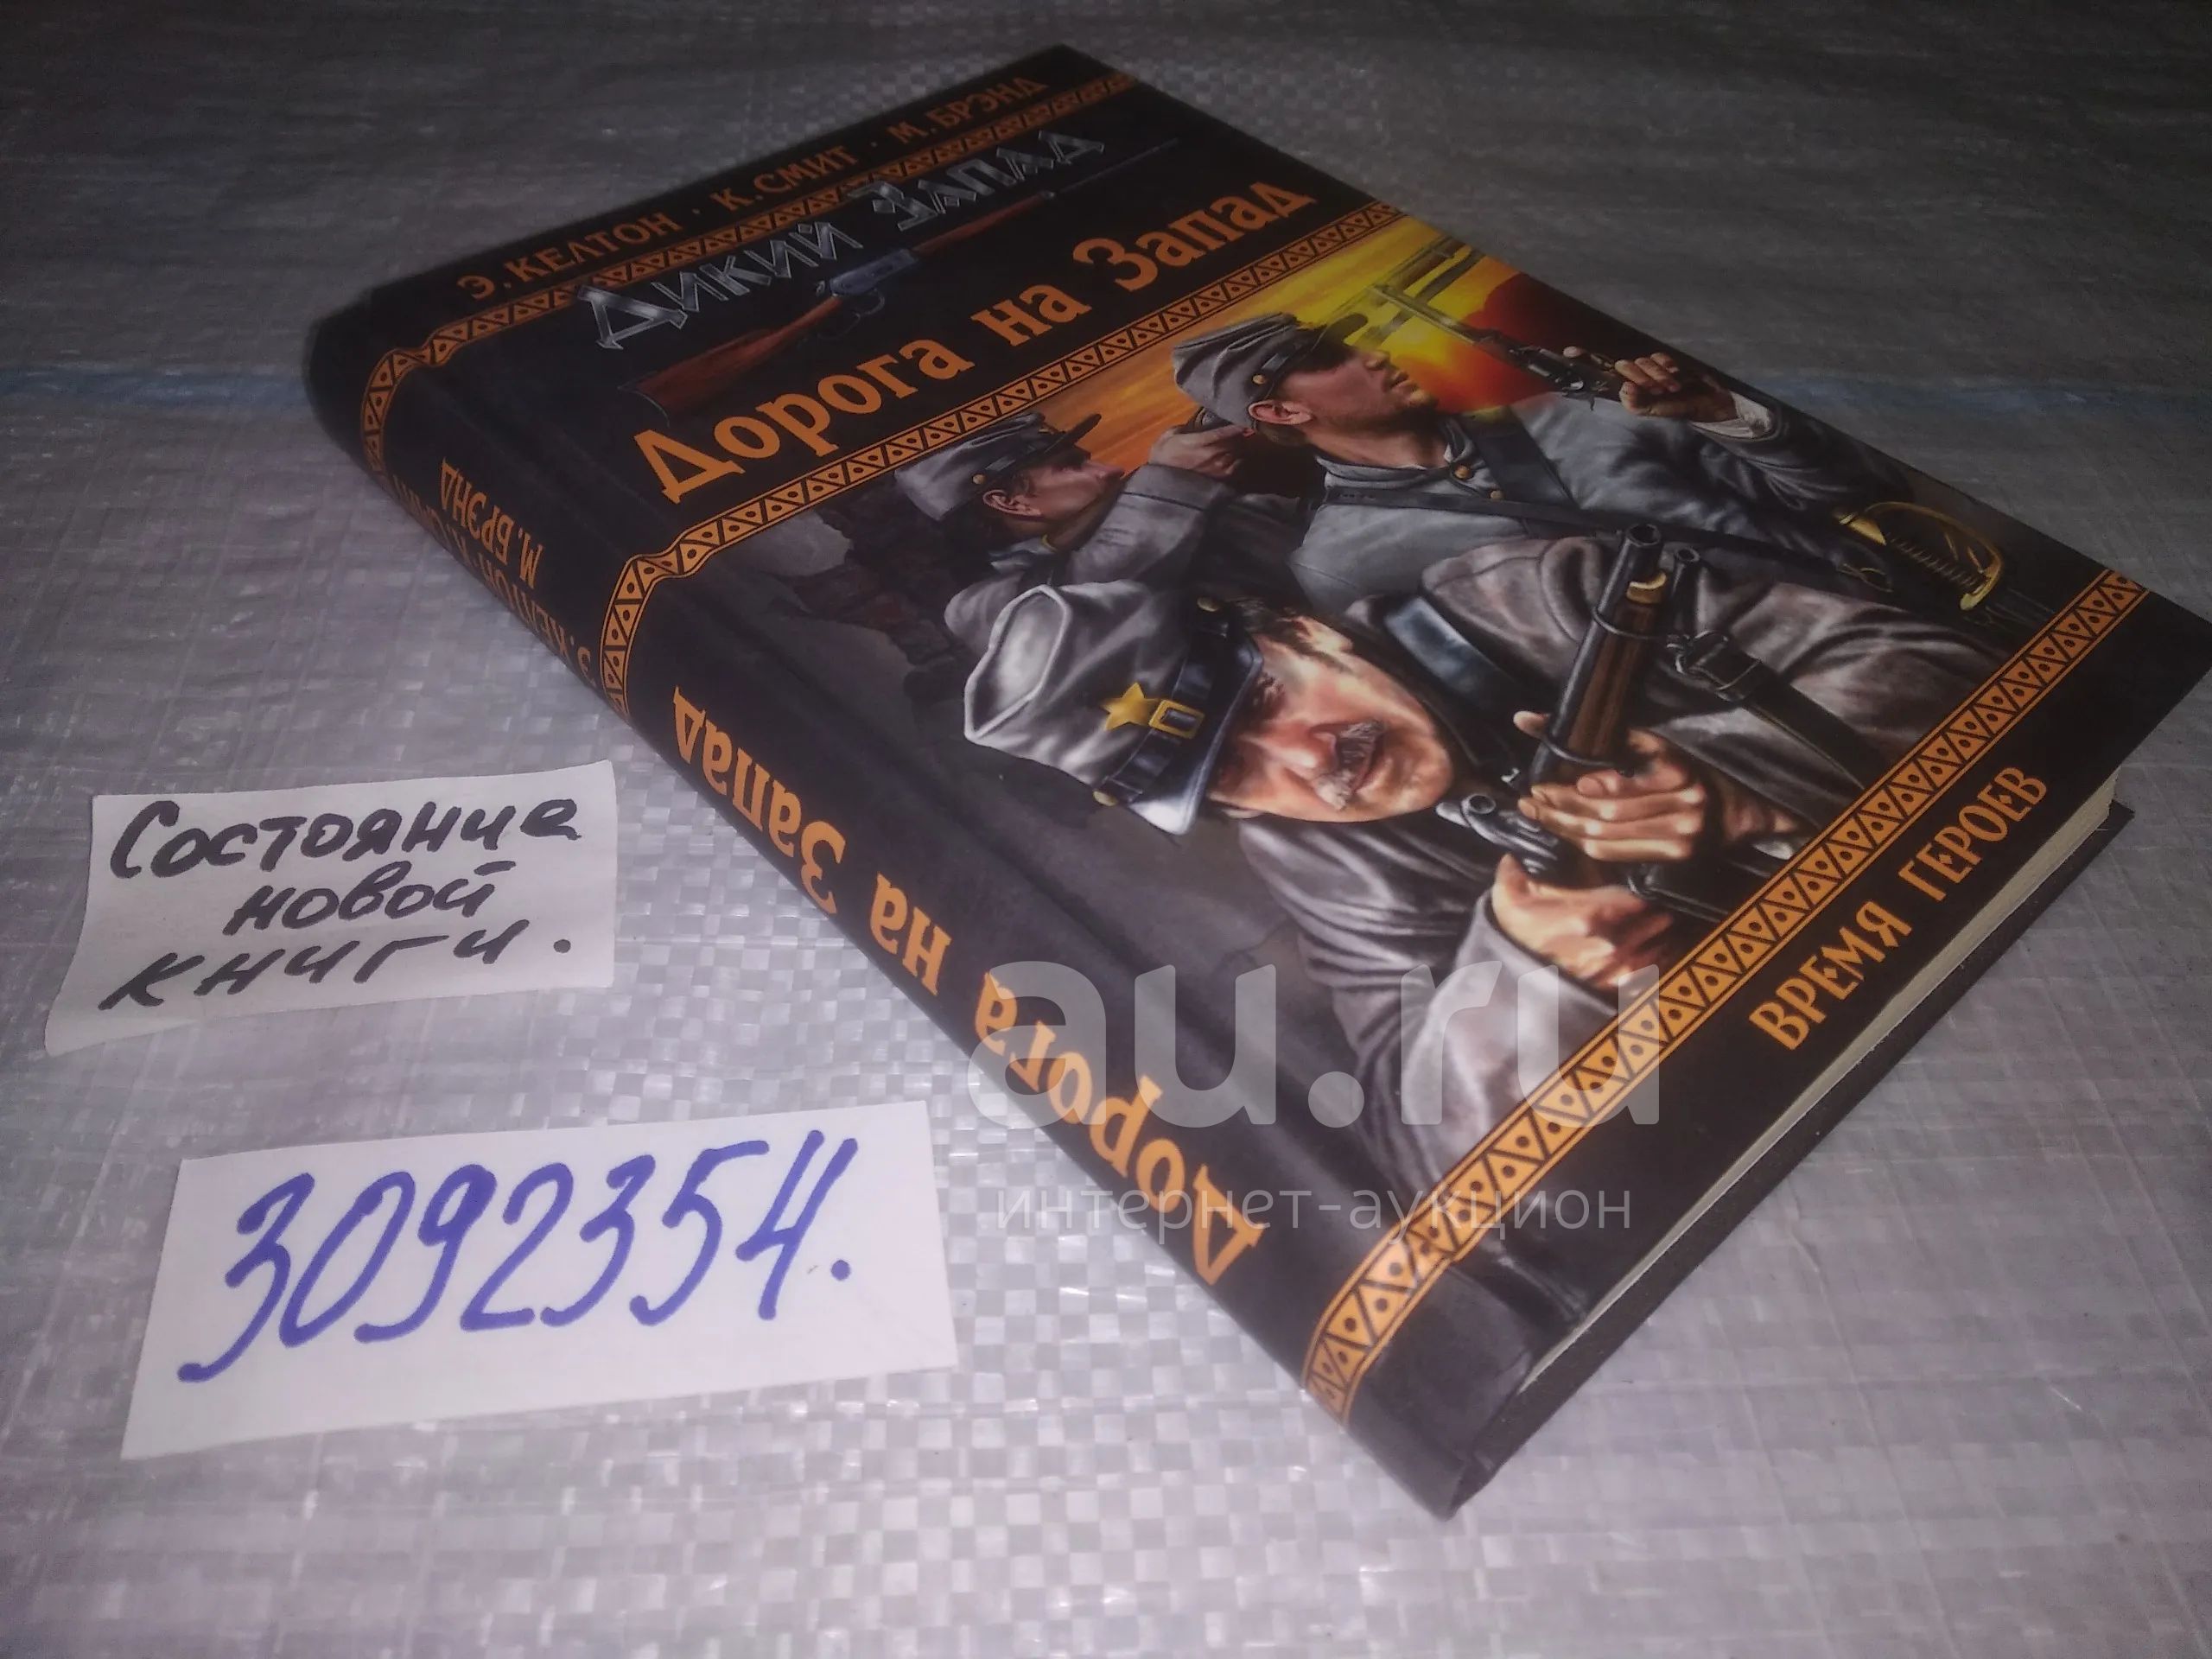 Э. КЕЛТОН · К. СМИТ · М. БРЭНД
Дикий Запад
Дорога на Запад
ВРЕМЯ ГЕРОЕВ
М. БРЭНД
Дорога на Запад
Состояние
новой
книги.
3092354.
au.ru
интернет-аукцион